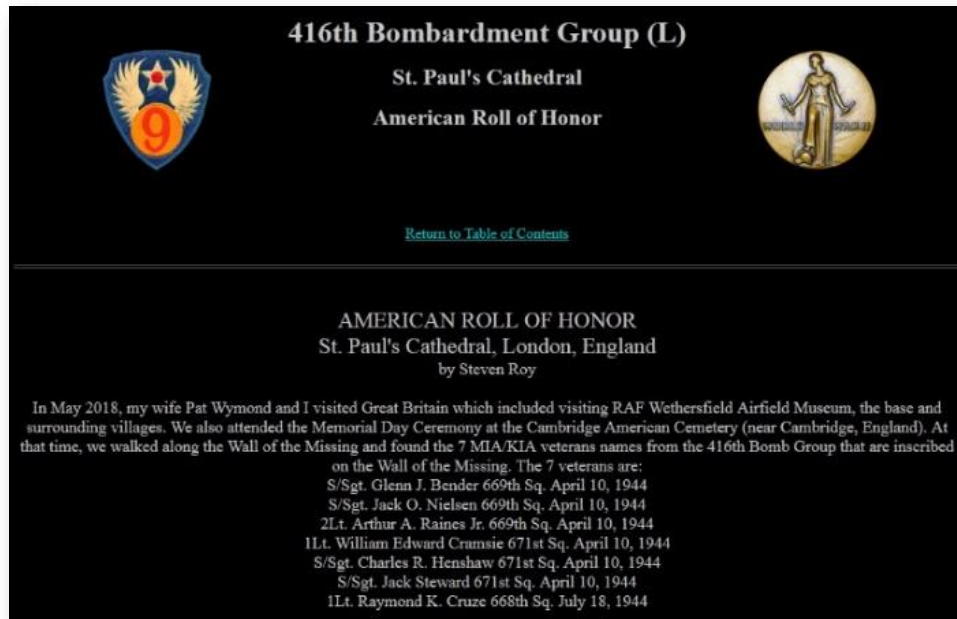 416th Bombardment Group (L)
St. Paul's Cathedral
American Roll of Honor
9
WORLD WAR II
Return to Table of Contents
AMERICAN ROLL OF HONOR
St. Paul's Cathedral, London, England
by Steven Roy
In May 2018, my wife Pat Wymond and I visited Great Britain which included visiting RAF Wethersfield Airfield Museum, the base and
surrounding villages. We also attended the Memorial Day Ceremony at the Cambridge American Cemetery (near Cambridge, England). At
that time, we walked along the Wall of the Missing and found the 7 MIA/KIA veterans names from the 416th Bomb Group that are inscribed
on the Wall of the Missing. The 7 veterans are:
S/Sgt. Glenn J. Bender 669th Sq. April 10, 1944
S/Sgt. Jack O. Nielsen 669th Sq. April 10, 1944
2Lt. Arthur A. Raines Jr. 669th Sq. April 10, 1944
1Lt. William Edward Cramsie 671st Sq. April 10, 1944
S/Sgt. Charles R. Henshaw 671st Sq. April 10, 1944
S/Sgt. Jack Steward 671st Sq. April 10, 1944
1Lt. Raymond K. Cruze 668th Sq. July 18, 1944